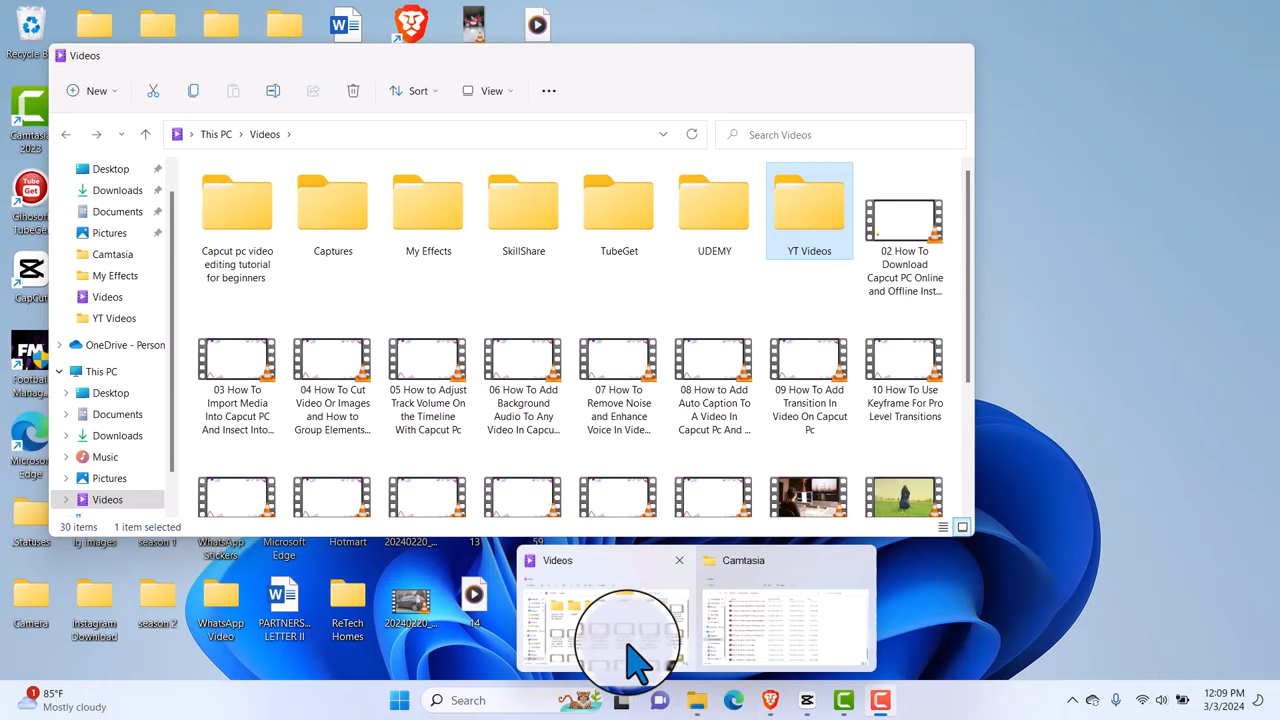 Recycle B
Videos
New
Sort
View
This PC
Videos
Search Videos
Desktop
Downloads
Documents
Pictures
Camtasia
My Effects
Videos
YT Videos
OneDrive - Person
This PC
Desktop
Documents
Downloads
Music
Pictures
Videos
Capcut pc video
editing tutorial
for beginners
Captures
My Effects
SkillShare
TubeGet
UDEMY
YT Videos
02 How To
Download
Capcut PC Online
and Offline Inst...
03 How To
Import Media
Into Capcut PC
And Insect Into...
04 How To Cut
Video Or Images
and How to
Group Elements...
05 How to Adjust
Track Volume On
the Timeline
With Capcut Pc
06 How To Add
Background
Audio To Any
Video In Capcu...
07 How To
Remove Noise
and Enhance
Voice In Vide...
08 how to Add
Auto Caption To
A Video In
Capcut Pc And ...
09 How To Add
Transition In
Video On Capcut
Pc
10 How To Use
Keyframe For Pro
Level Transitions
30 items
1 item selected
Camtasia
2023
Tube
Get
Gihosoft
TubeGet
CapCut
FM
Football
Manag...
Microsoft
Edge
.Statuses
Ig Images
season 1
WhatsApp
Stickers
Microsoft
Edge
Hotmart
20240220_...
13
59
season 2
WhatsApp
Video
PARTNERS...
LETTER II
ReTech
Homes
20240220_...
Videos
Camtasia
1
85°F
Mostly cloudy
Search
12:09 PM
3/3/2024